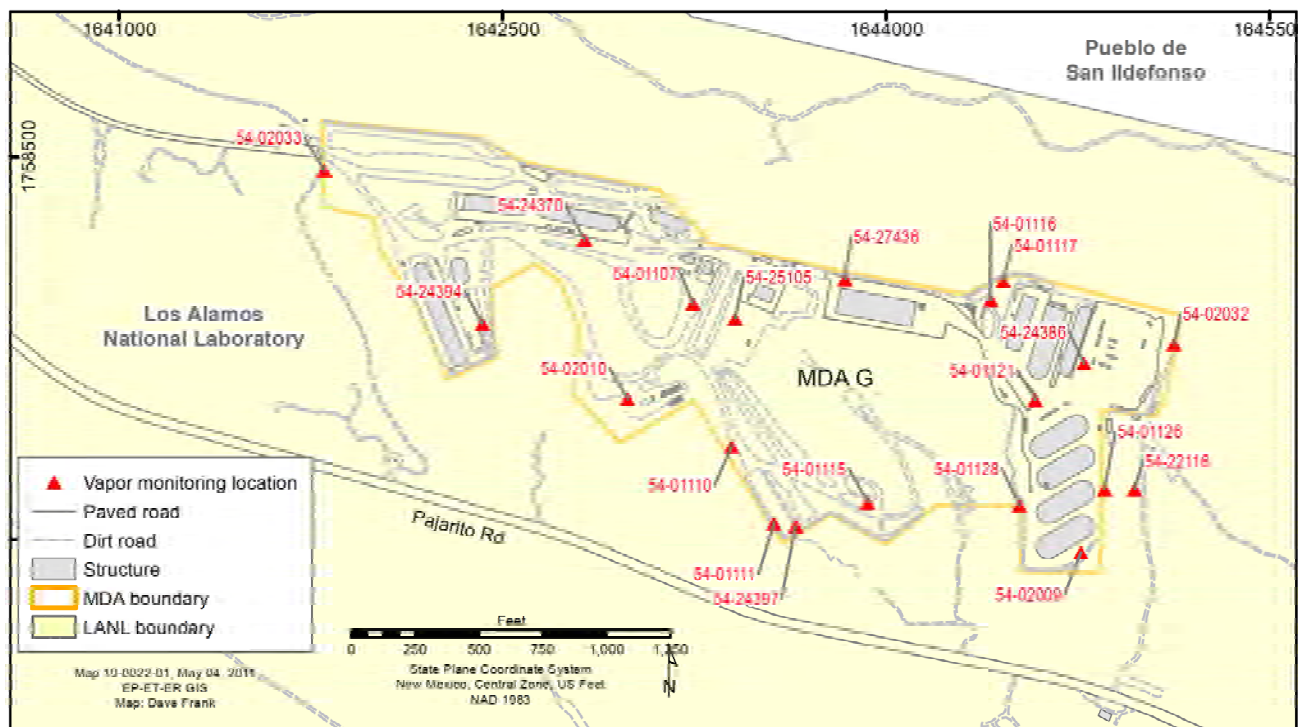 1641000
1642500
1644000
164550
Pueblo de
San Ildefonso
54-02033
1758500
54-24370
54-01116
54-27436
54-01117
54-01107
54-25105
54-24394
54-02032
54-24386
Los Alamos
National Laboratory
54-02010
MDA G
54-01121
54-01126
54-22116
54-01115
54-01128
54-01110
Vapor monitoring location
Paved road
Dirt road
Structure
MDA boundary
LANL boundary
Pajarito Rd
54-01111
54-24397
54-02009
Feet
0 250 500 750 1,000 1,250
State Plane Coordinate System
New Mexico, Central Zone, US Feet
NAD 1983
N
Map 10-0022-01, May 04, 2011
EP-ET-ER GIS
Map: Dave Frank